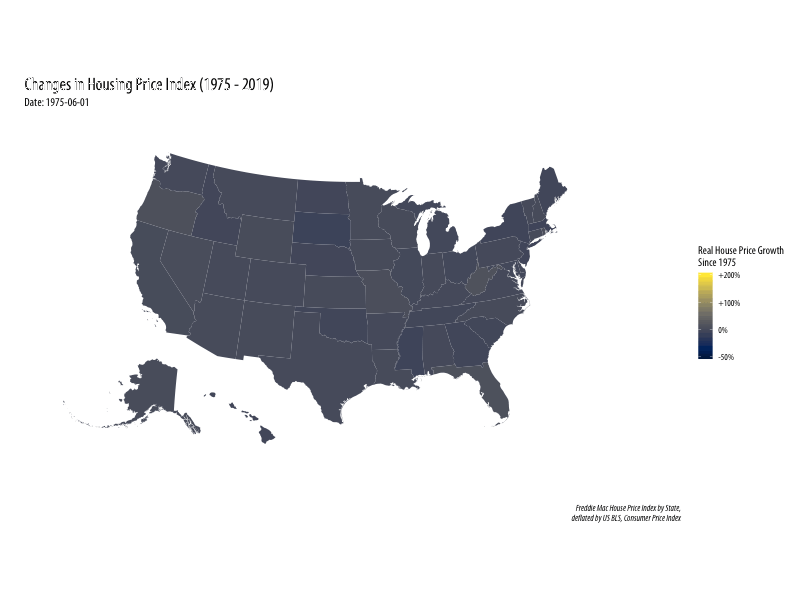 Changes in Housing Price Index (1975 - 2019)
Date: 1975-06-01
Real House Price Growth
Since 1975
+200%
+100%
0%
-50%
Freddie Mac House Price Index by State,
deflated by US BLS, Consumer Price Index